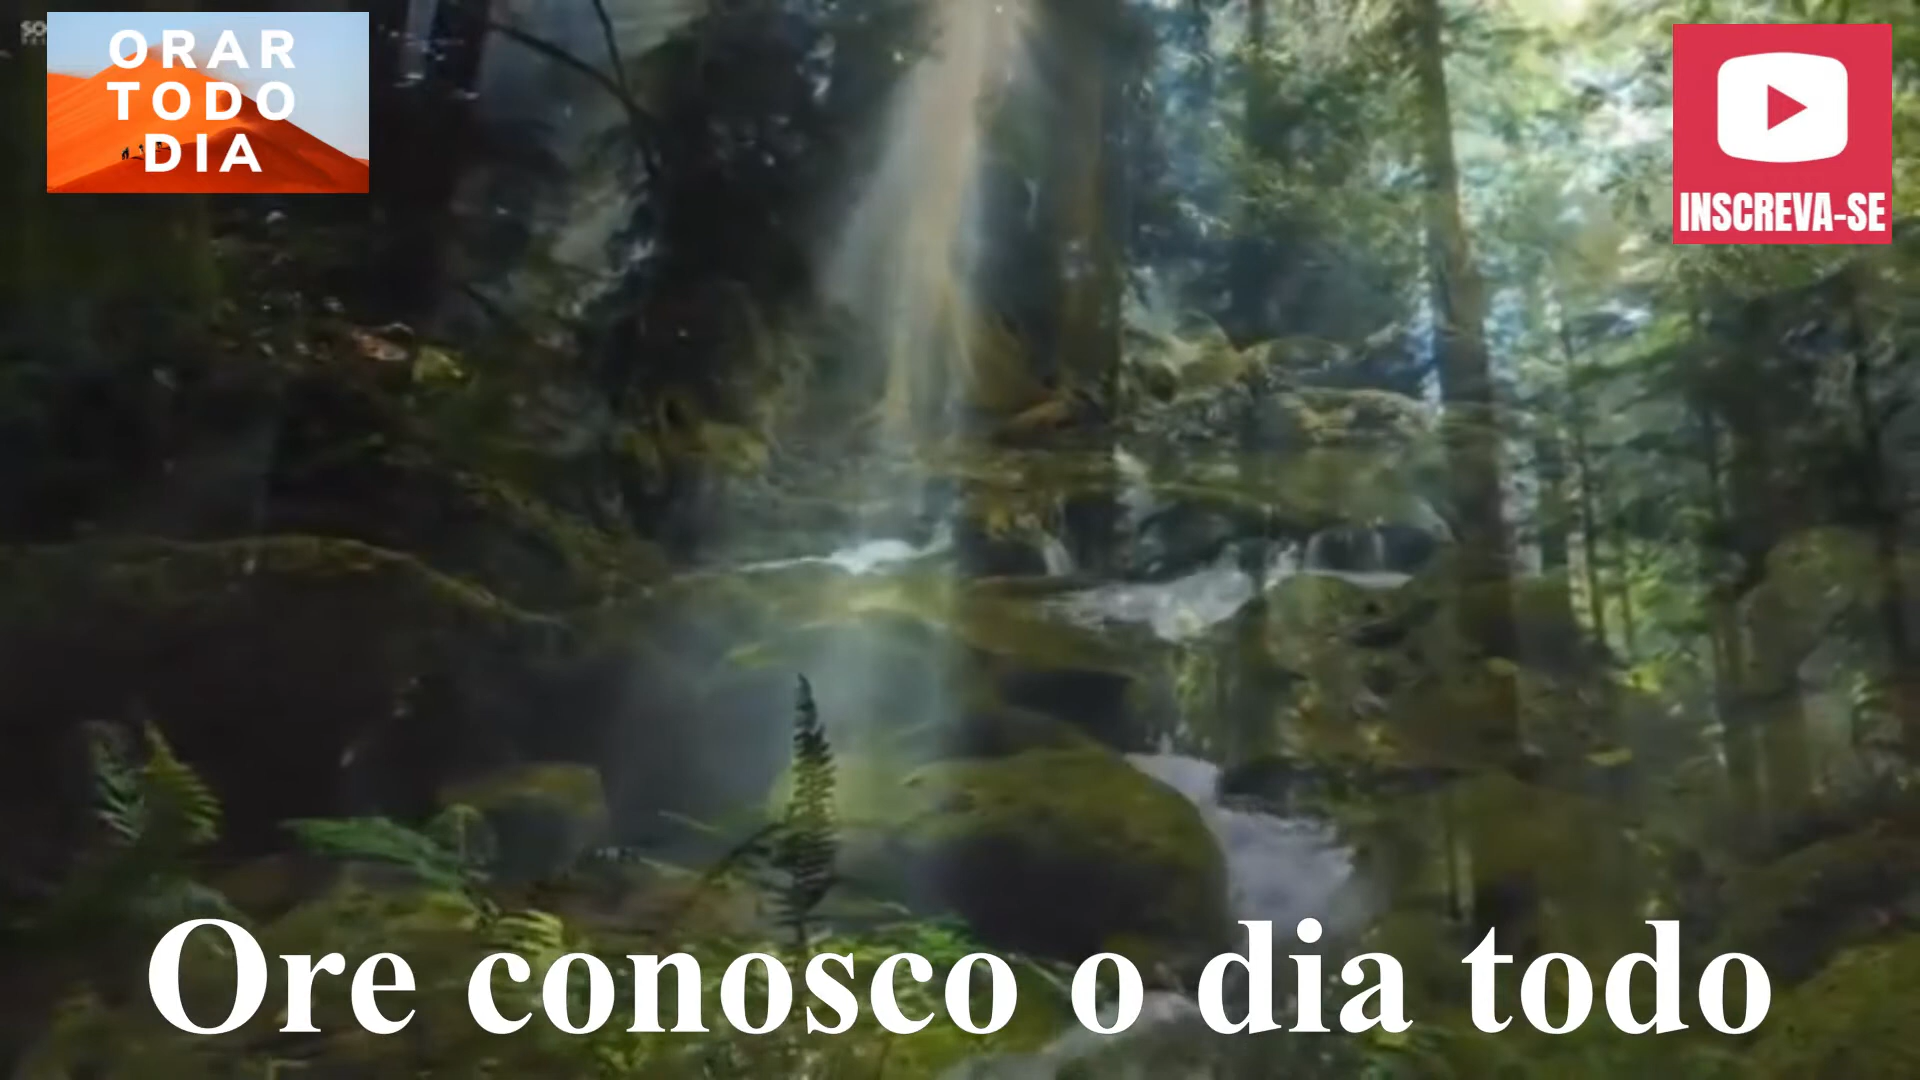 ORAR
TODO
DIA
INSCREVA-SE
Ore conosco o dia todo